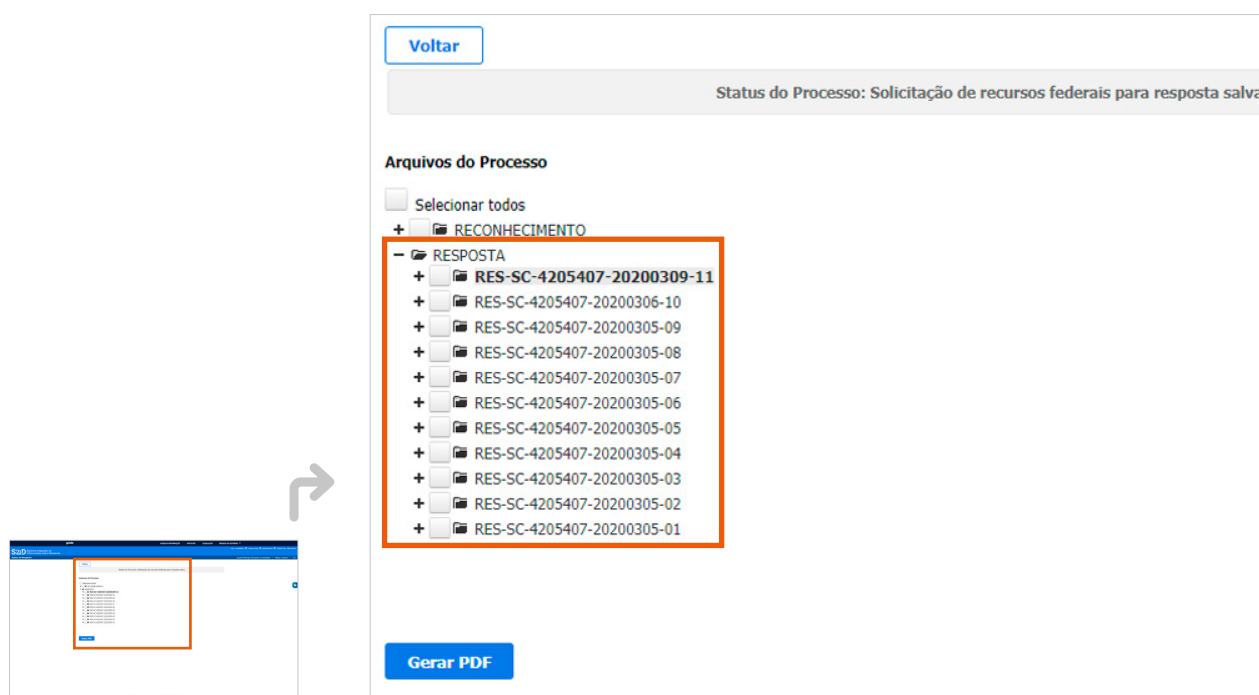 Voltar
Status do Processo: Solicitação de recursos federais para resposta salva
Arquivos do Processo
Selecionar todos
+ RECONHECIMENTO
− RESPOSTA
+ RES-SC-4205407-20200309-11
+ RES-SC-4205407-20200306-10
+ RES-SC-4205407-20200305-09
+ RES-SC-4205407-20200305-08
+ RES-SC-4205407-20200305-07
+ RES-SC-4205407-20200305-06
+ RES-SC-4205407-20200305-05
+ RES-SC-4205407-20200305-04
+ RES-SC-4205407-20200305-03
+ RES-SC-4205407-20200305-02
+ RES-SC-4205407-20200305-01
Gerar PDF
S2iD